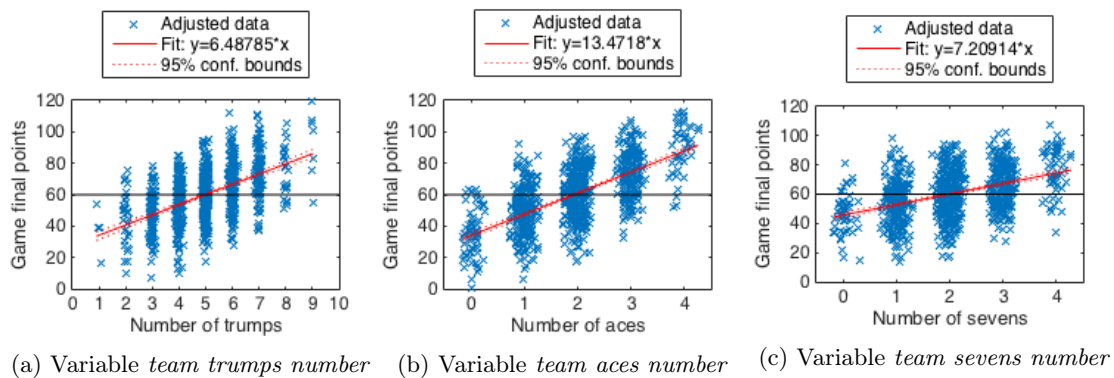 Adjusted data
Fit: y=6.48785*x
95% conf. bounds
120
100
80
60
40
20
0
0 1 2 3 4 5 6 7 8 9 10
Game final points
Number of trumps
(a) Variable team trumps number
Adjusted data
Fit: y=13.4718*x
95% conf. bounds
120
100
80
60
40
20
0
0 1 2 3 4
Game final points
Number of aces
(b) Variable team aces number
Adjusted data
Fit: y=7.20914*x
95% conf. bounds
120
100
80
60
40
20
0
0 1 2 3 4
Game final points
Number of sevens
(c) Variable team sevens number